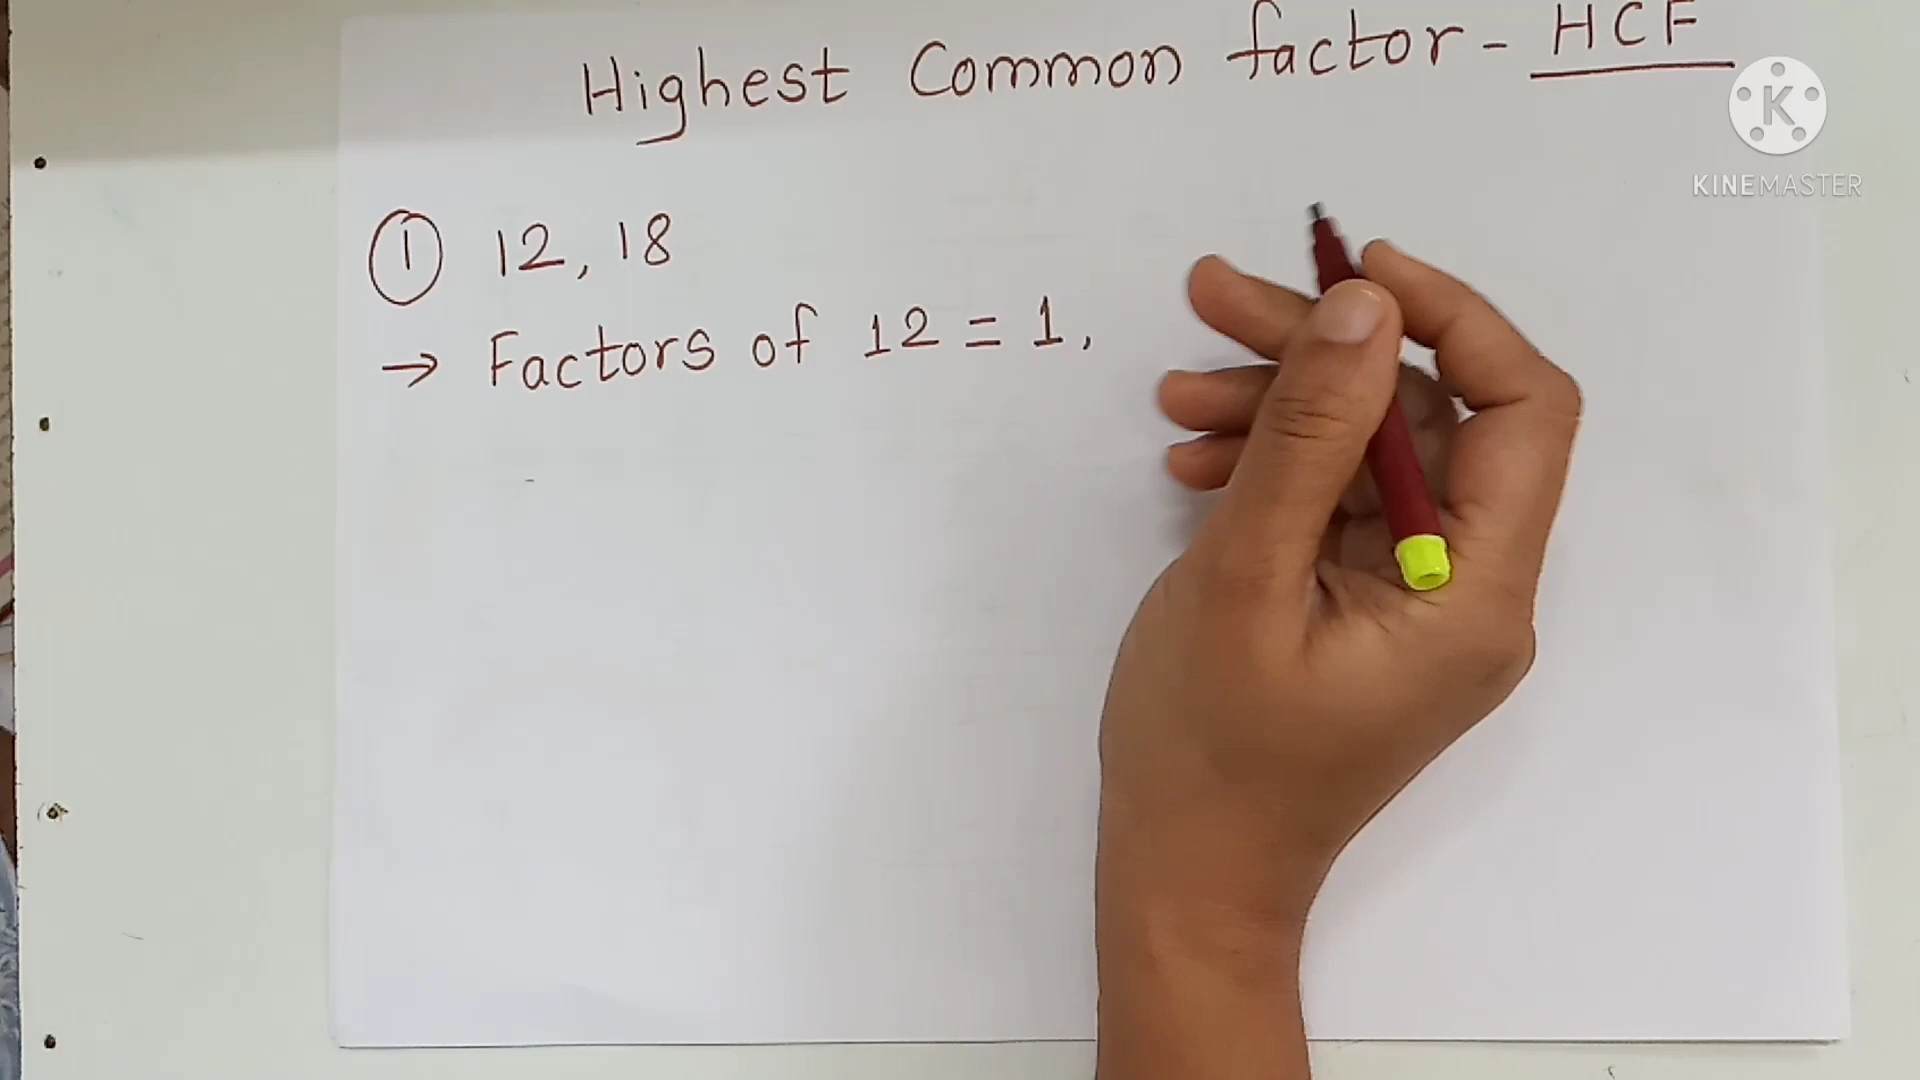 Highest Common factor - HCF
K
KINEMASTER
① 12, 18
→ Factors of 12 = 1,